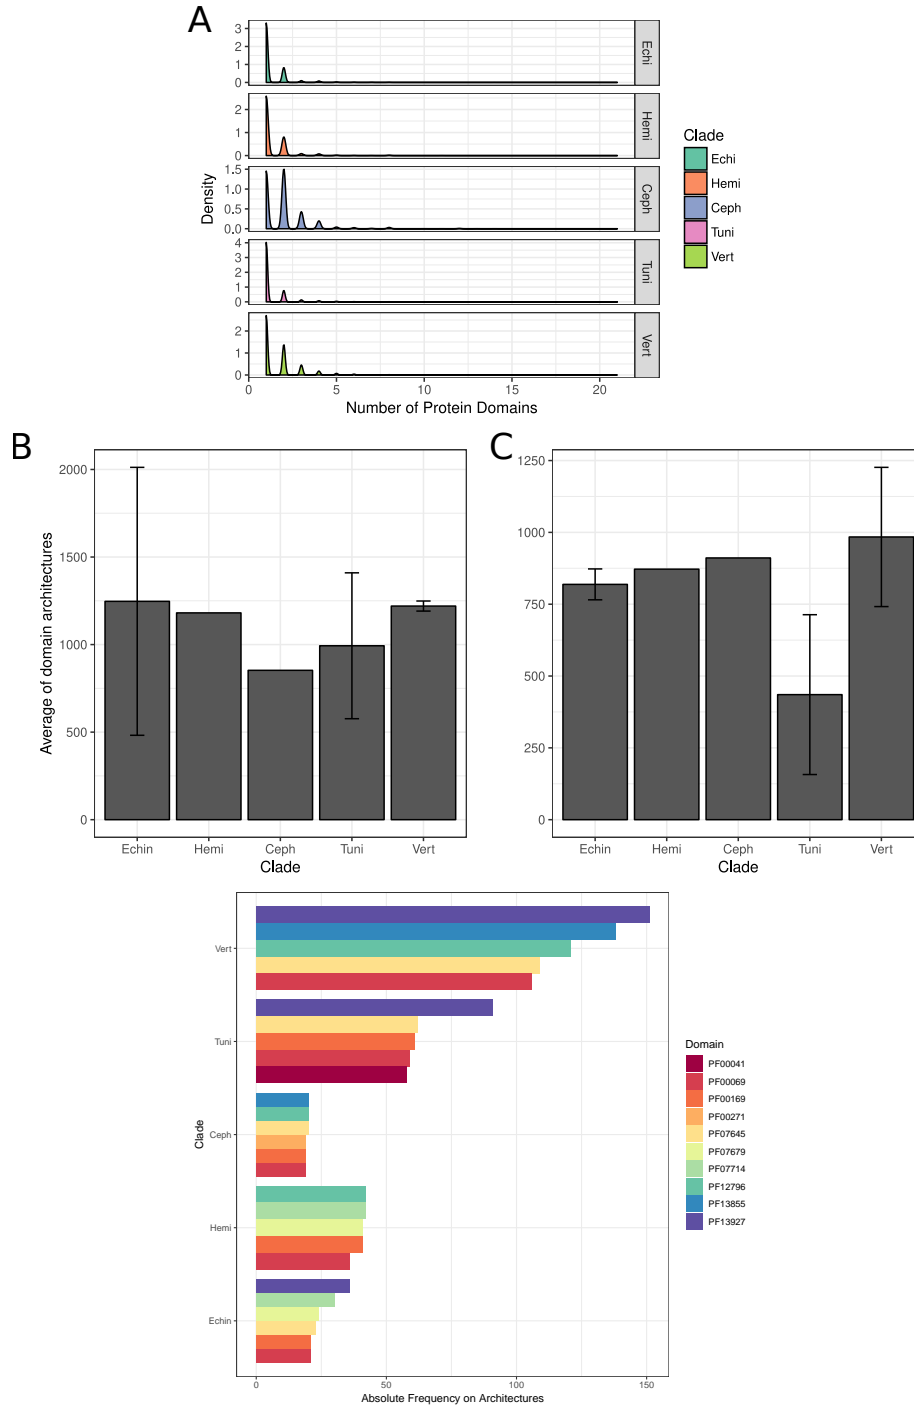 A
Density
3
2
1
0
Echi
2
1
0
Hemi
1.5
1.0
0.5
0.0
Ceph
4
3
2
1
0
Tuni
2
1
0
Vert
0 5 10 15 20
Number of Protein Domains
Clade
Echi
Hemi
Ceph
Tuni
Vert
B
Average of domain architectures
2000
1500
1000
500
0
Echin Hemi Ceph Tuni Vert
Clade
C
1250
1000
750
500
250
0
Echin Hemi Ceph Tuni Vert
Clade
Clade
Vert
Tuni
Ceph
Hemi
Echin
0 50 100 150
Absolute Frequency on Architectures
Domain
PF00041
PF00069
PF00169
PF00271
PF07645
PF07679
PF07714
PF12796
PF13855
PF13927